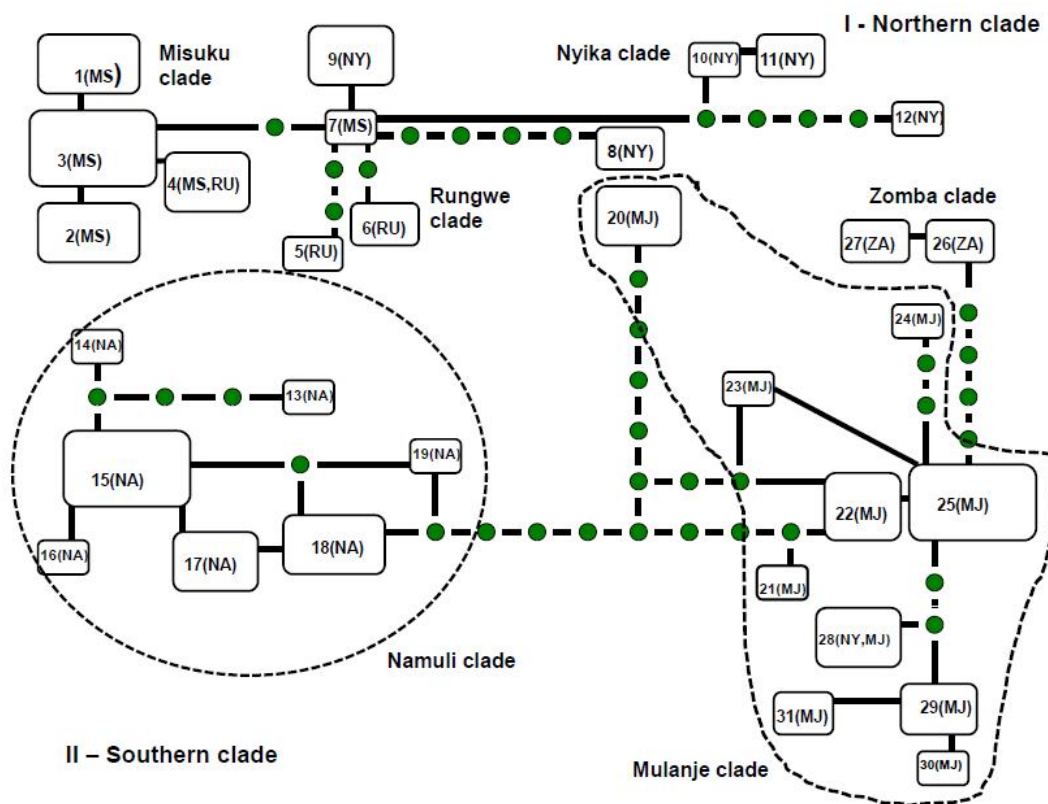 I - Northern clade
Misuku
clade
1(MS)
9(NY)
Nyika clade
10(NY)
11(NY)
3(MS)
7(MS)
12(NY)
8(NY)
4(MS,RU)
2(MS)
5(RU)
6(RU)
Rungwe
clade
20(MJ)
Zomba clade
27(ZA)
26(ZA)
14(NA)
13(NA)
24(MJ)
23(MJ)
15(NA)
19(NA)
16(NA)
17(NA)
18(NA)
22(MJ)
25(MJ)
21(MJ)
28(NY,MJ)
Namuli clade
31(MJ)
29(MJ)
30(MJ)
II – Southern clade
Mulanje clade